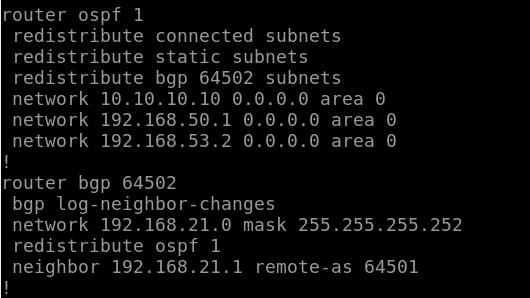 router ospf 1
 redistribute connected subnets
 redistribute static subnets
 redistribute bgp 64502 subnets
 network 10.10.10.10 0.0.0.0 area 0
 network 192.168.50.1 0.0.0.0 area 0
 network 192.168.53.2 0.0.0.0 area 0
!
router bgp 64502
 bgp log-neighbor-changes
 network 192.168.21.0 mask 255.255.255.252
 redistribute ospf 1
 neighbor 192.168.21.1 remote-as 64501
!